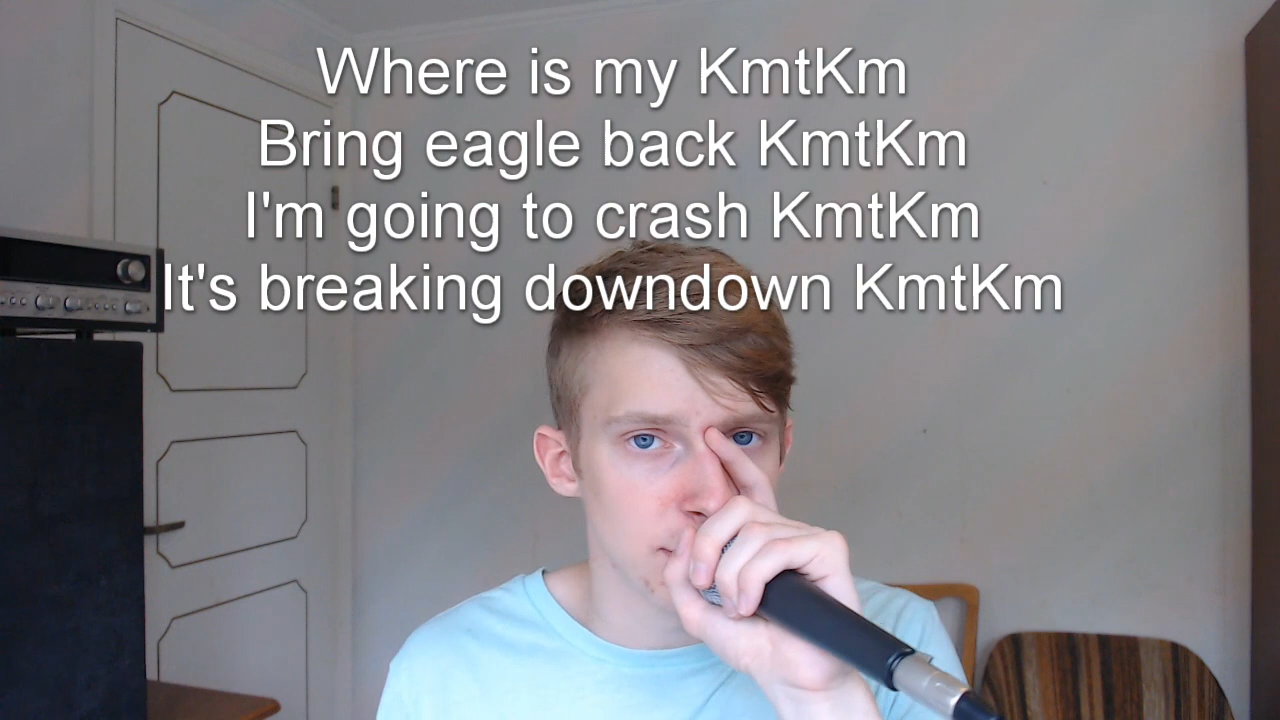 Where is my KmtKm
Bring eagle back KmtKm
I'm going to crash KmtKm
It's breaking downdown KmtKm